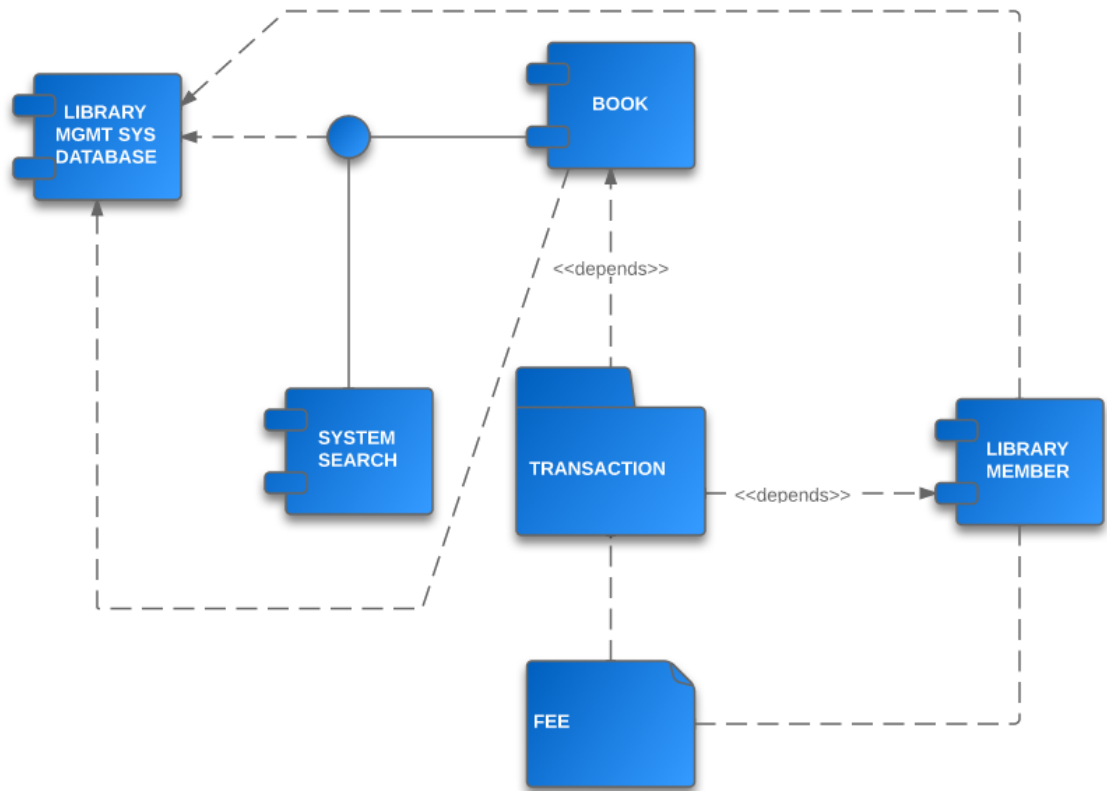 BOOK
LIBRARY
MGMT SYS
DATABASE
<<depends>>
SYSTEM
SEARCH
TRANSACTION
<<depends>>
LIBRARY
MEMBER
FEE